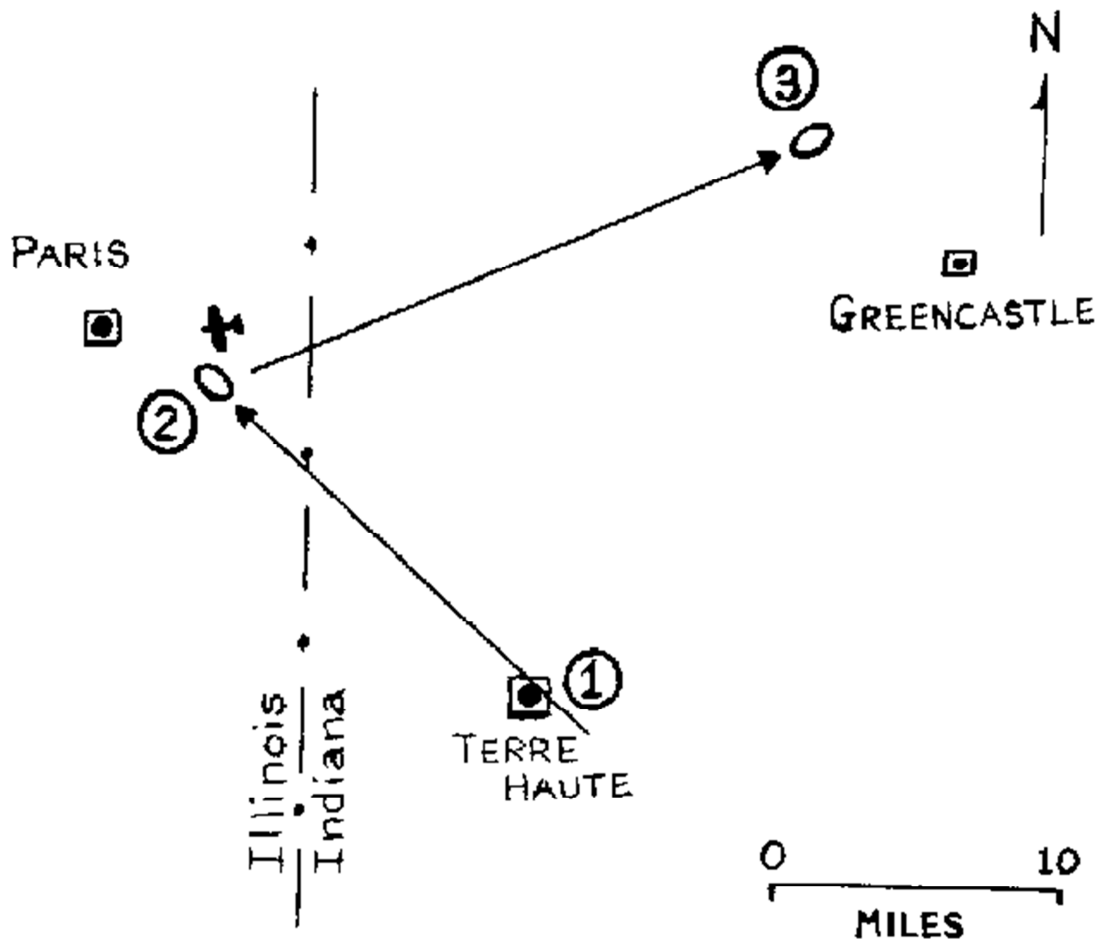 N
3
PARIS
GREENCASTLE
2
1
TERRE
HAUTE
Illinois
Indiana
0 10
MILES